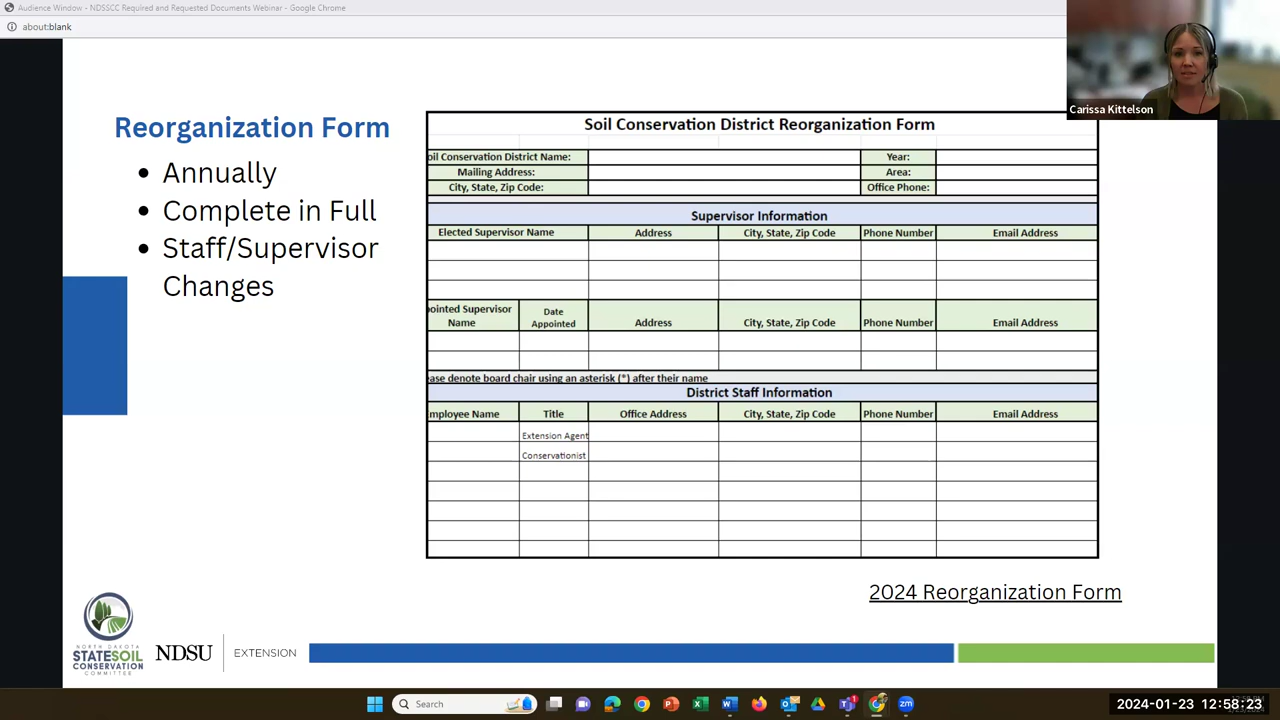 Audience Window - NDSSCC Required and Requested Documents Webinar - Google Chrome
about:blank
Carissa Kittelson
Reorganization Form
• Annually
• Complete in Full
• Staff/Supervisor
Changes
Soil Conservation District Reorganization Form
oil Conservation District Name:
Year:
Mailing Address:
Area:
City, State, Zip Code:
Office Phone:
Supervisor Information
Elected Supervisor Name Address City, State, Zip Code Phone Number Email Address
pointed Supervisor
Name
Date
Appointed
Address City, State, Zip Code Phone Number Email Address
ease denote board chair using an asterisk (*) after their name
District Staff Information
mployee Name Title Office Address City, State, Zip Code Phone Number Email Address
Extension Agent
Conservationist
2024 Reorganization Form
NORTH DAKOTA
STATESOIL
CONSERVATION
COMMITTEE
NDSU
EXTENSION
Search
2024-01-23 12:58:23